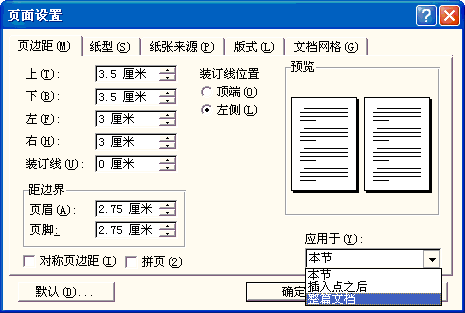 页面设置
页边距(M) 纸型(S) 纸张来源(P) 版式(L) 文档网格(G)
上(T): 3.5 厘米
下(B): 3.5 厘米
左(F): 3 厘米
右(H): 3 厘米
装订线(U): 0 厘米
装订线位置
顶端(O)
左侧(L)
预览
距边界
页眉(A): 2.75 厘米
页脚: 2.75 厘米
对称页边距(I) 拼页(2)
应用于(Y):
本节
本节
插入点之后
整篇文档
默认(D)... 确定